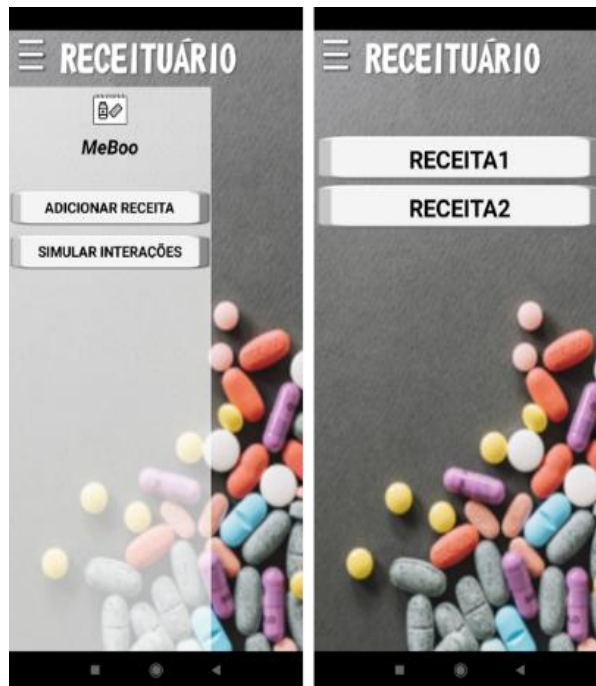 RECEITUÁRIO
MeBoo
ADICIONAR RECEITA
SIMULAR INTERAÇÕES
RECEITUÁRIO
RECEITA1
RECEITA2